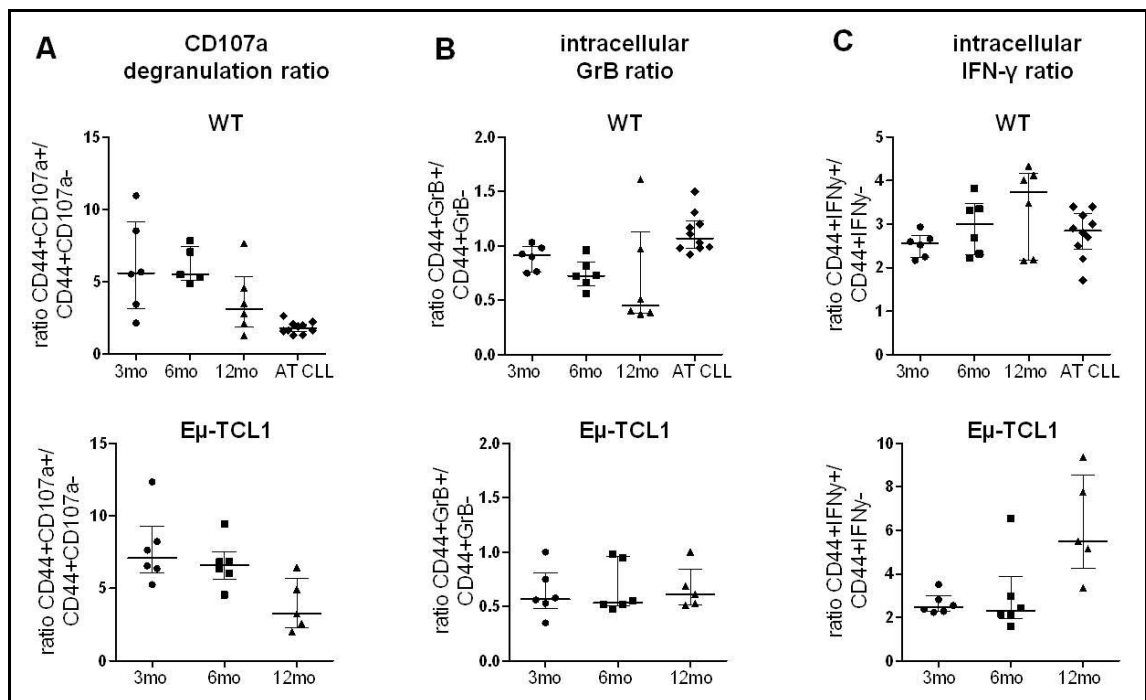 A
CD107a
degranulation ratio
WT
ratio CD44+CD107a+/
CD44+CD107a-
15
10
5
0
3mo 6mo 12mo AT CLL
Eµ-TCL1
ratio CD44+CD107a+/
CD44+CD107a-
15
10
5
0
3mo 6mo 12mo
B
intracellular
GrB ratio
WT
ratio CD44+GrB+/
CD44+GrB-
2.0
1.5
1.0
0.5
0.0
3mo 6mo 12mo AT CLL
Eµ-TCL1
ratio CD44+GrB+/
CD44+GrB-
2.0
1.5
1.0
0.5
0.0
3mo 6mo 12mo
C
intracellular
IFN-γ ratio
WT
ratio CD44+IFNy+/
CD44+IFNy-
5
4
3
2
1
0
3mo 6mo 12mo AT CLL
Eµ-TCL1
ratio CD44+IFNy+/
CD44+IFNy-
10
8
6
4
2
0
3mo 6mo 12mo